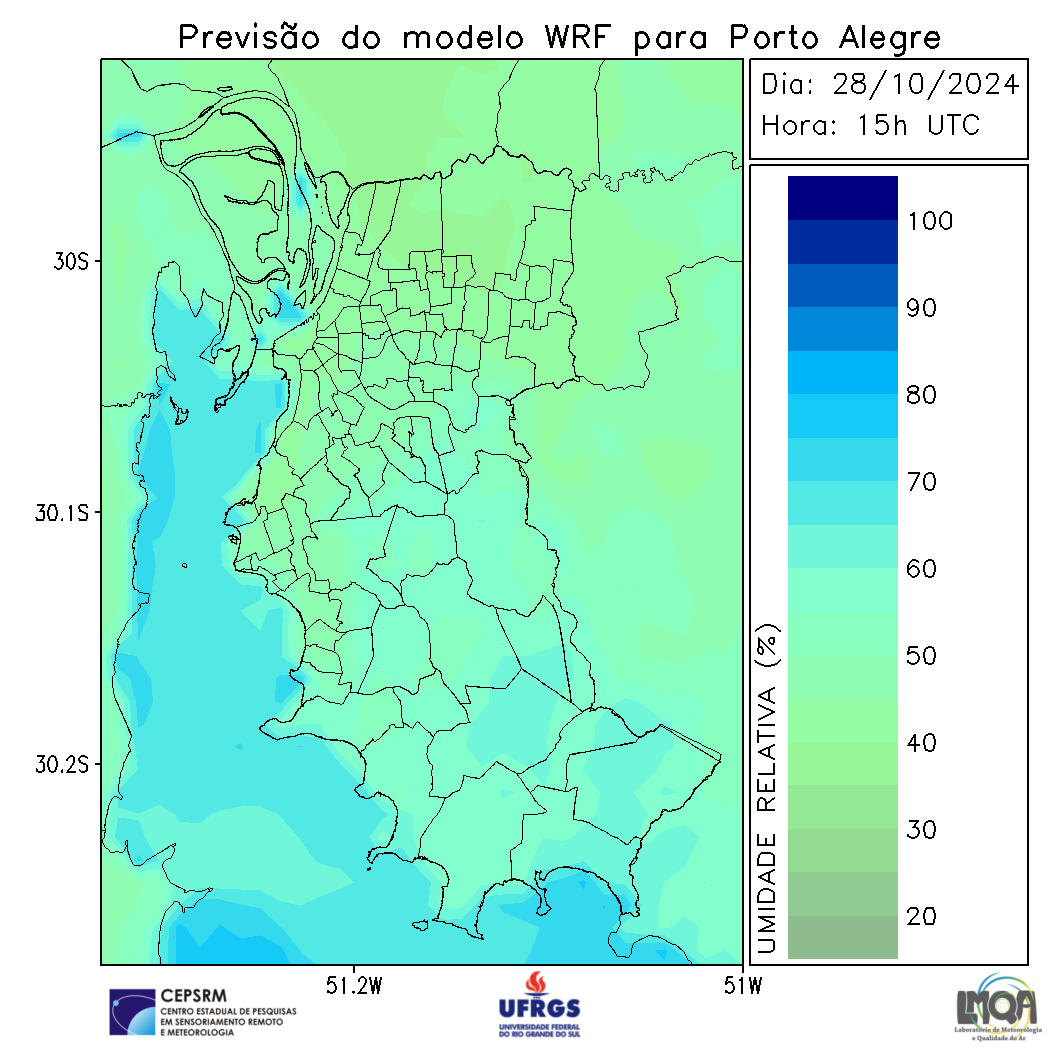 Previsão do modelo WRF para Porto Alegre
Dia: 28/10/2024
Hora: 15h UTC
30S
30.1S
30.2S
51.2W
51W
UMIDADE RELATIVA (%)
100
90
80
70
60
50
40
30
20
CEPSRM
CENTRO ESTADUAL DE PESQUISAS
EM SENSORIAMENTO REMOTO
E METEOROLOGIA
UFRGS
UNIVERSIDADE FEDERAL
DO RIO GRANDE DO SUL
LMQA
Laboratório de Meteorologia
e Qualidade do Ar